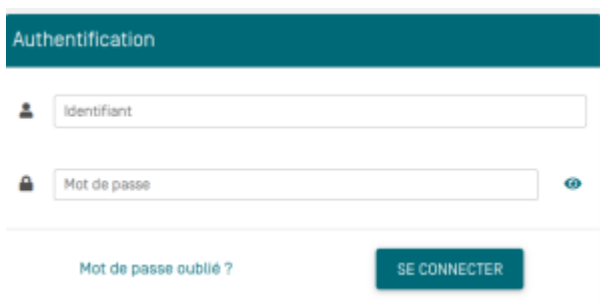 Authentification
Identifiant
Mot de passe
Mot de passe oublié ?
SE CONNECTER